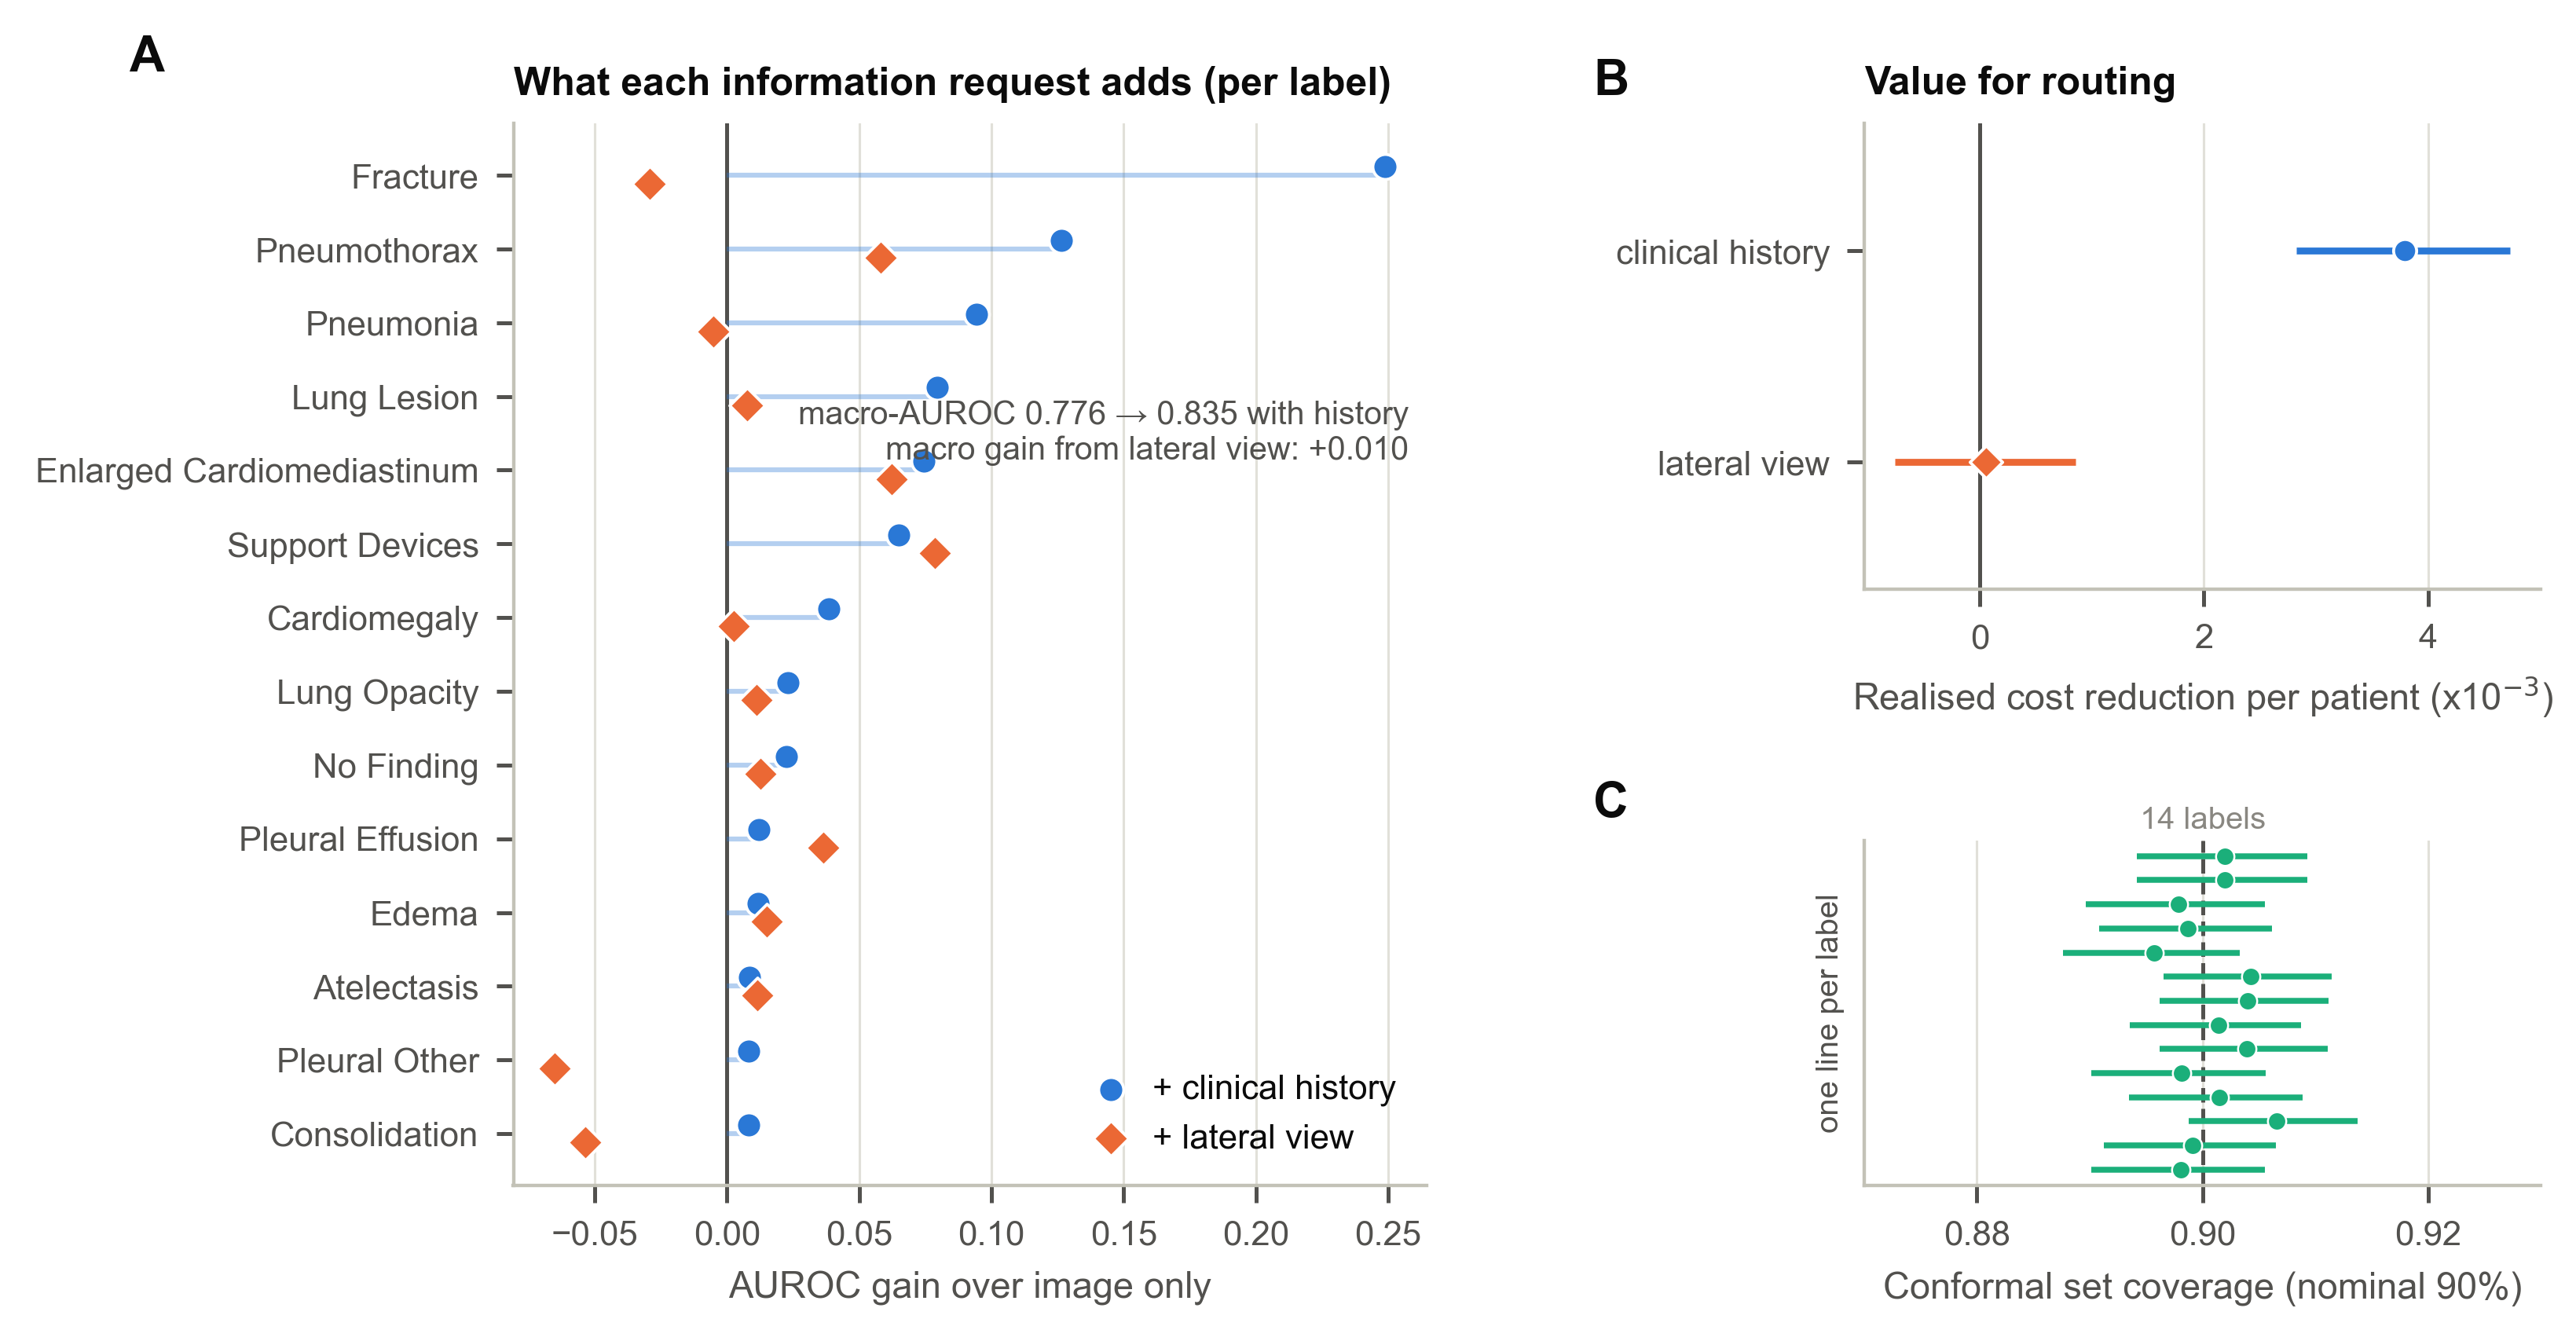 A
What each information request adds (per label)
Fracture
Pneumothorax
Pneumonia
Lung Lesion
macro-AUROC 0.776 → 0.835 with history
macro gain from lateral view: +0.010
Enlarged Cardiomediastinum
Support Devices
Cardiomegaly
Lung Opacity
No Finding
Pleural Effusion
Edema
Atelectasis
Pleural Other
Consolidation
+ clinical history
+ lateral view
−0.05 0.00 0.05 0.10 0.15 0.20 0.25
AUROC gain over image only
B
Value for routing
clinical history
lateral view
0 2 4
Realised cost reduction per patient (x10⁻³)
C
14 labels
one line per label
0.88 0.90 0.92
Conformal set coverage (nominal 90%)